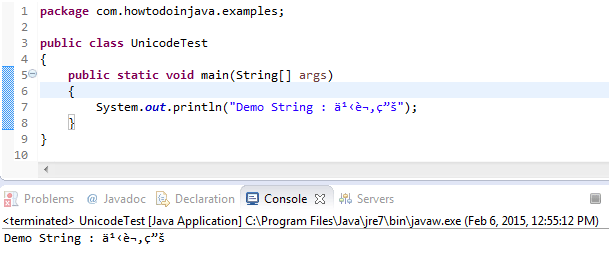 1 package com.howtodoinjava.examples;
2
3 public class UnicodeTest
4 {
5 public static void main(String[] args)
6 {
7 System.out.println("Demo String : ä¹‹è¬‚ç”š");
8 }
9 }
10
Problems @ Javadoc Declaration Console Servers
<terminated> UnicodeTest [Java Application] C:\Program Files\Java\jre7\bin\javaw.exe (Feb 6, 2015, 12:55:12 PM)
Demo String : ä¹‹è¬‚ç”š